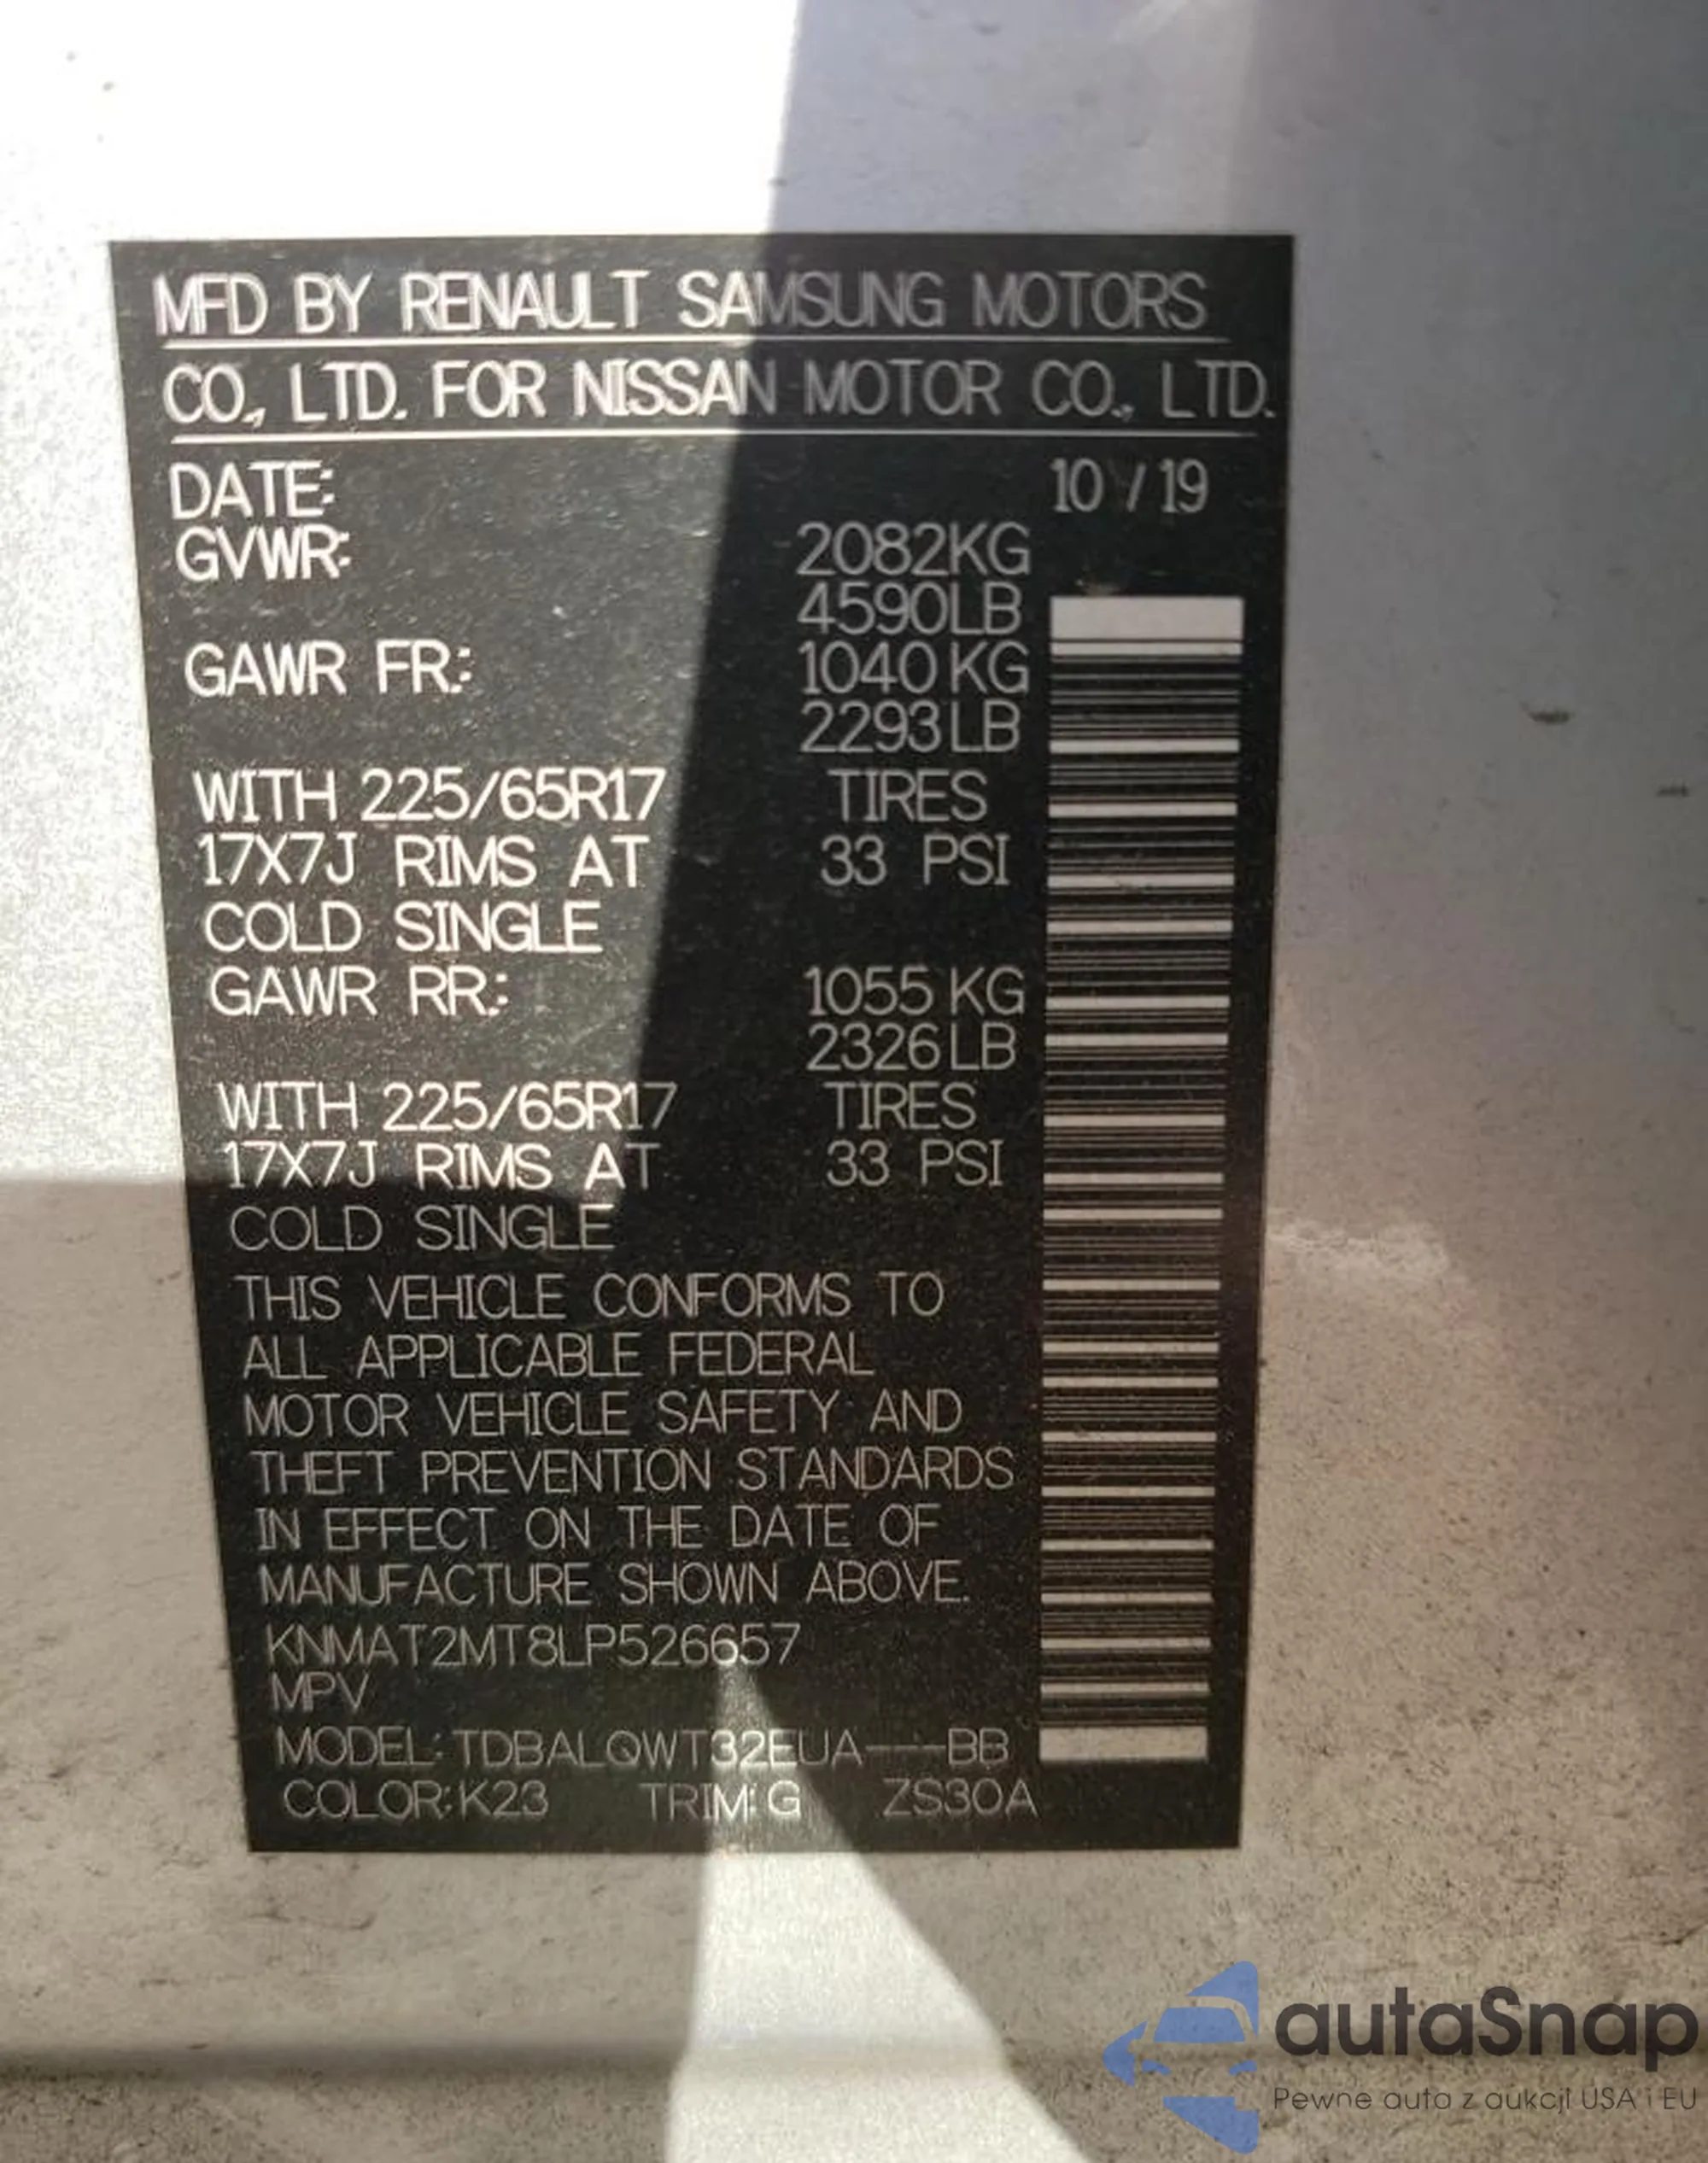 MFD BY RENAULT SAMSUNG MOTORS
CO., LTD. FOR NISSAN MOTOR CO., LTD.
DATE: 10 / 19
GVWR: 2082KG
4590LB
GAWR FR.: 1040 KG
2293LB
WITH 225/65R17 TIRES
17X7J RIMS AT 33 PSI
COLD SINGLE
GAWR RR.: 1055 KG
2326LB
WITH 225/65R17 TIRES
17X7J RIMS AT 33 PSI
COLD SINGLE
THIS VEHICLE CONFORMS TO
ALL APPLICABLE FEDERAL
MOTOR VEHICLE SAFETY AND
THEFT PREVENTION STANDARDS
IN EFFECT ON THE DATE OF
MANUFACTURE SHOWN ABOVE.
KNMAT2MT8LP526657
MPV
MODEL: TDBALQWT32EUA---BB
COLOR: K23 TRIM: G ZS30A
autaSnap
Pewne auta z aukcji USA i EU